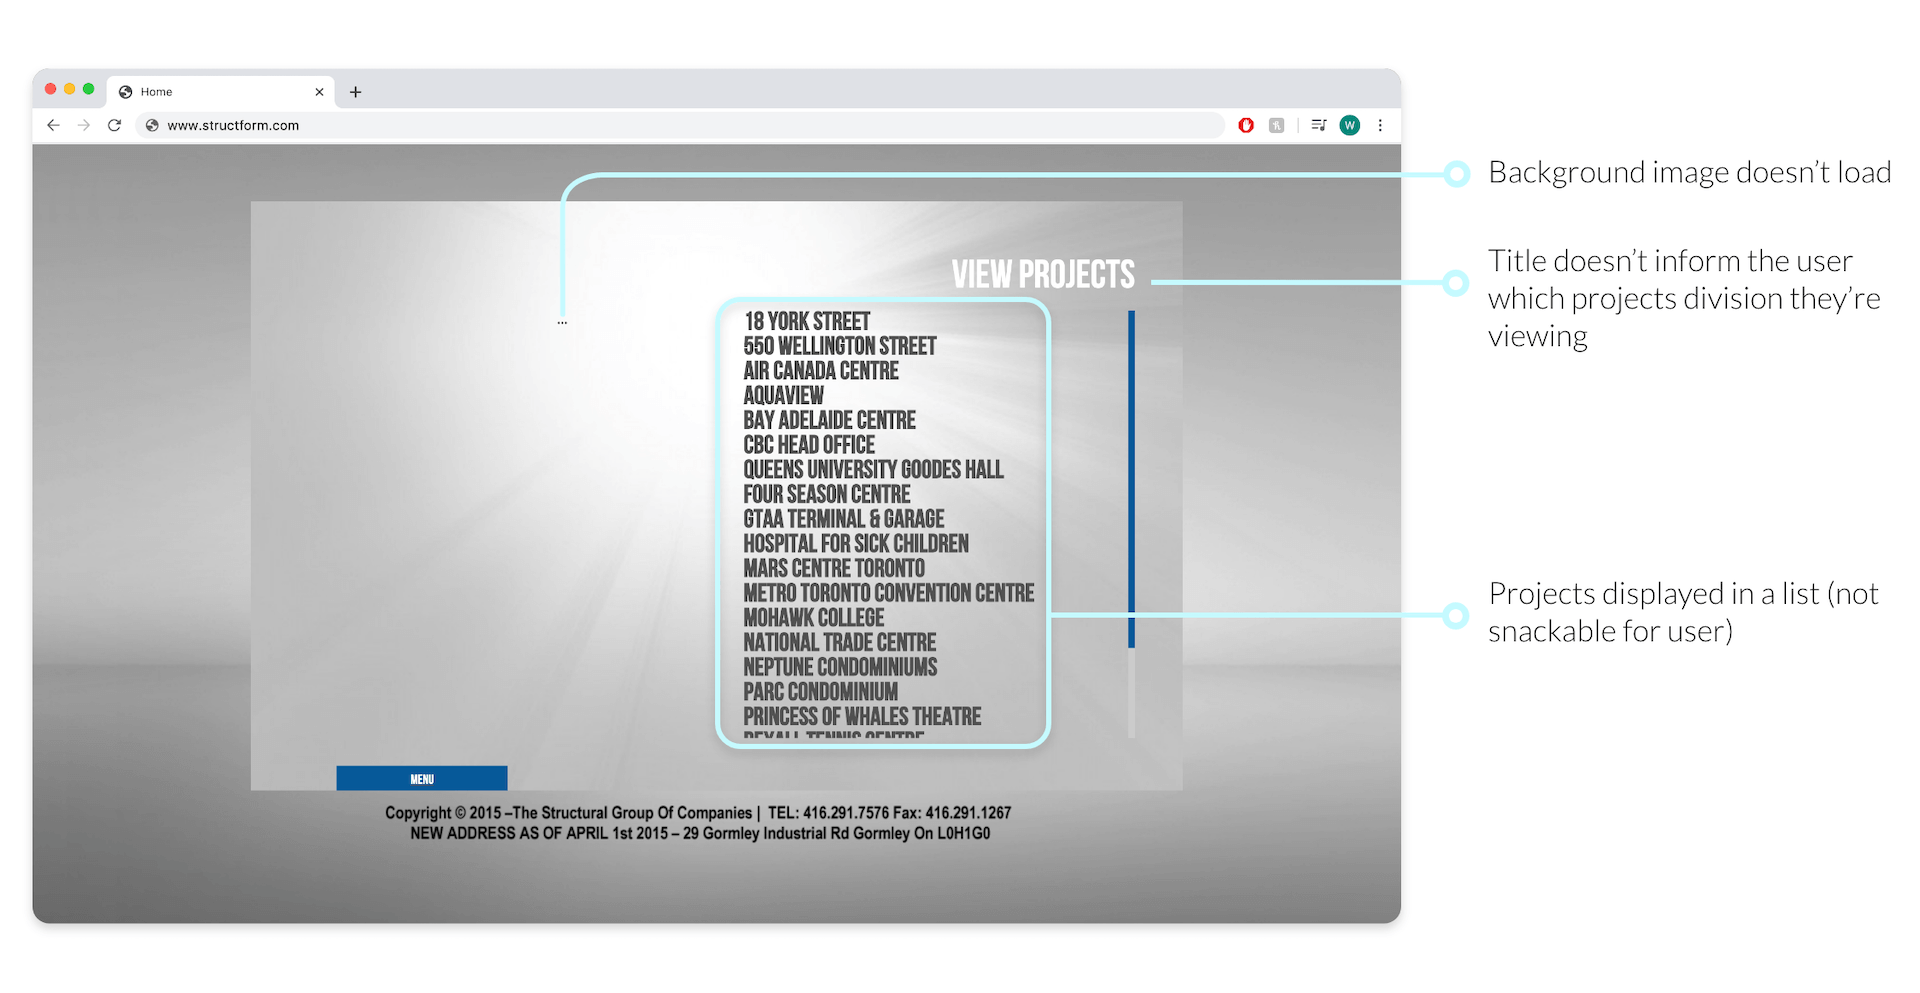 Home
www.structform.com
W
Background image doesn’t load
VIEW PROJECTS
Title doesn’t inform the user
which projects division they’re
viewing
...
18 YORK STREET
550 WELLINGTON STREET
AIR CANADA CENTRE
AQUAVIEW
BAY ADELAIDE CENTRE
CBC HEAD OFFICE
QUEENS UNIVERSITY GOODES HALL
FOUR SEASON CENTRE
GTAA TERMINAL & GARAGE
HOSPITAL FOR SICK CHILDREN
MARS CENTRE TORONTO
METRO TORONTO CONVENTION CENTRE
MOHAWK COLLEGE
NATIONAL TRADE CENTRE
NEPTUNE CONDOMINIUMS
PARC CONDOMINIUM
PRINCESS OF WHALES THEATRE
REXALL TENNIS CENTRE
Projects displayed in a list (not
snackable for user)
MENU
Copyright © 2015 –The Structural Group Of Companies | TEL: 416.291.7576 Fax: 416.291.1267
NEW ADDRESS AS OF APRIL 1st 2015 – 29 Gormley Industrial Rd Gormley On L0H1G0